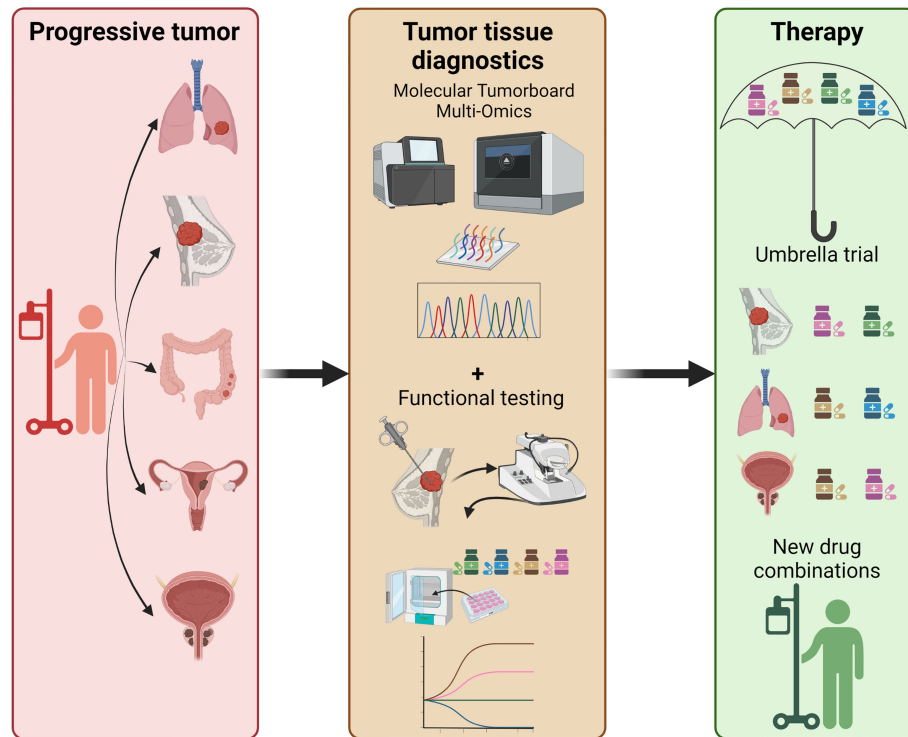 Progressive tumor
Tumor tissue
diagnostics
Molecular Tumorboard
Multi-Omics
+
Functional testing
Therapy
Umbrella trial
New drug
combinations